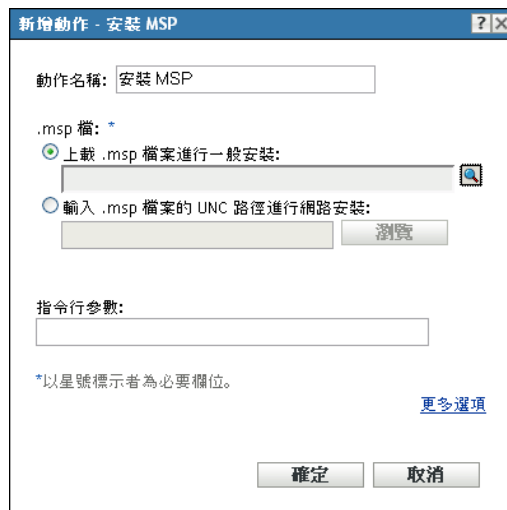 新增動作 - 安裝 MSP
動作名稱: 安裝 MSP
.msp 檔: *
上載 .msp 檔案進行一般安裝:
輸入 .msp 檔案的 UNC 路徑進行網路安裝:
瀏覽
指令行參數:
*以星號標示者為必要欄位。
更多選項
確定 取消